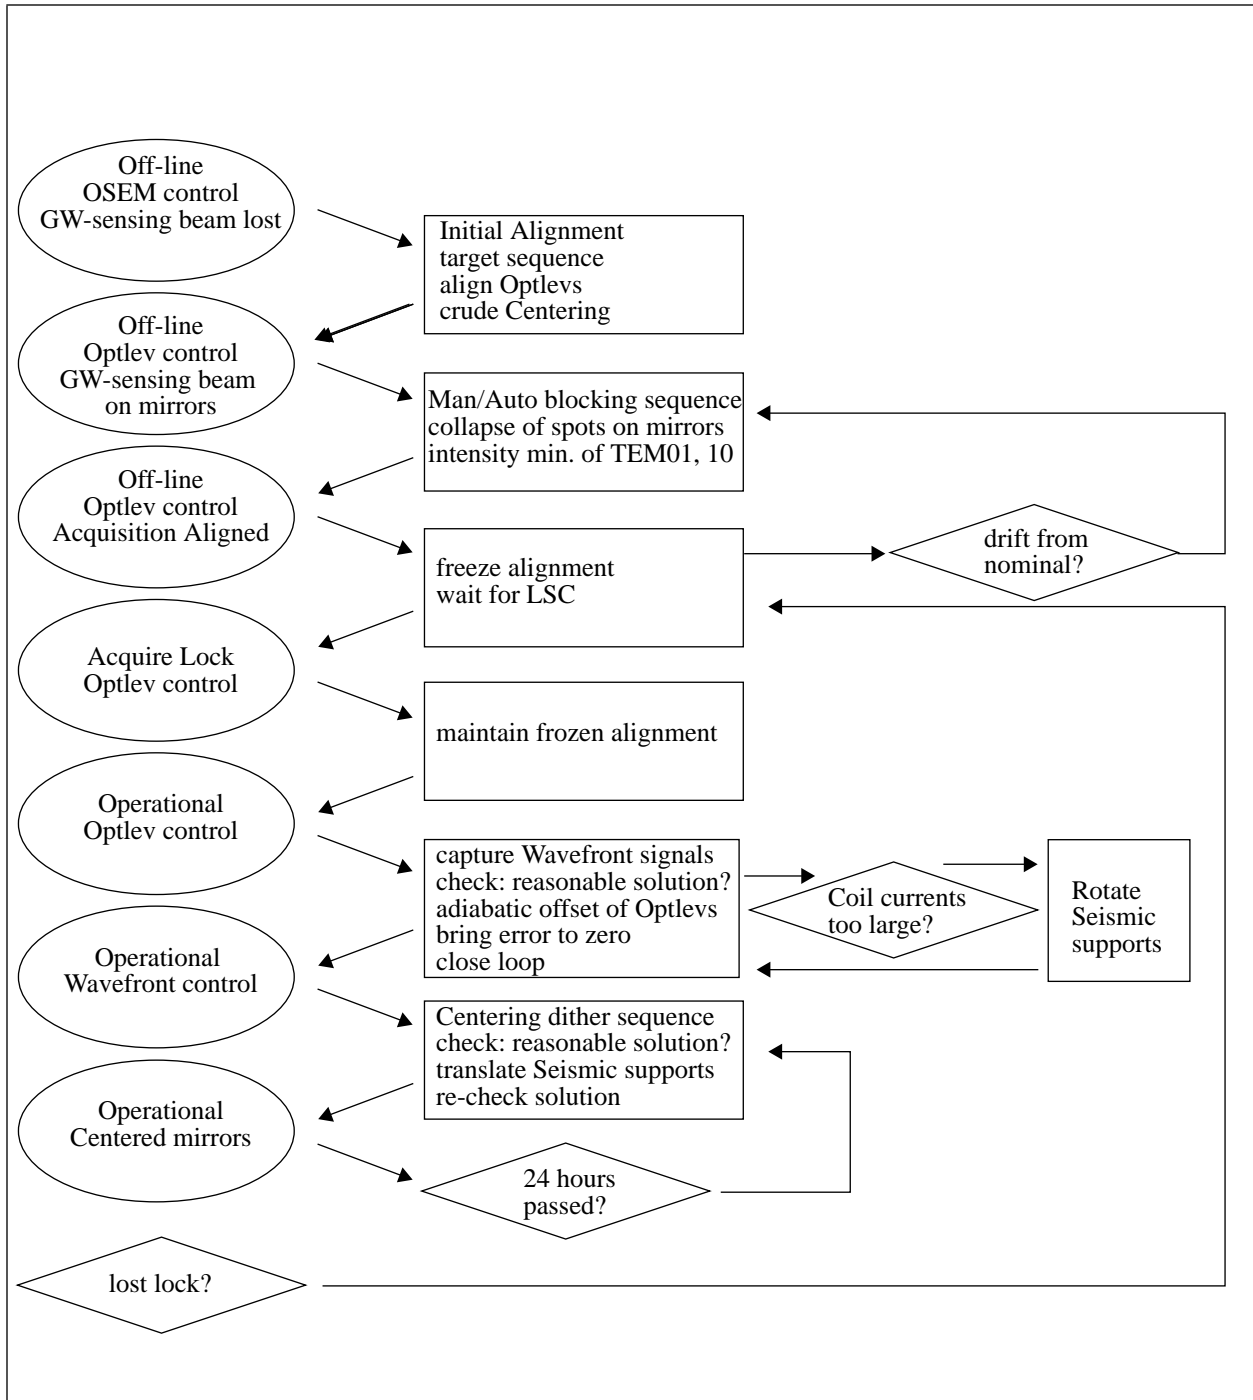 Off-line
OSEM control
GW-sensing beam lost
Initial Alignment
target sequence
align Optlevs
crude Centering
Off-line
Optlev control
GW-sensing beam
on mirrors
Man/Auto blocking sequence
collapse of spots on mirrors
intensity min. of TEM01, 10
Off-line
Optlev control
Acquisition Aligned
freeze alignment
wait for LSC
drift from
nominal?
Acquire Lock
Optlev control
maintain frozen alignment
Operational
Optlev control
capture Wavefront signals
check: reasonable solution?
adiabatic offset of Optlevs
bring error to zero
close loop
Coil currents
too large?
Rotate
Seismic
supports
Operational
Wavefront control
Centering dither sequence
check: reasonable solution?
translate Seismic supports
re-check solution
Operational
Centered mirrors
24 hours
passed?
lost lock?